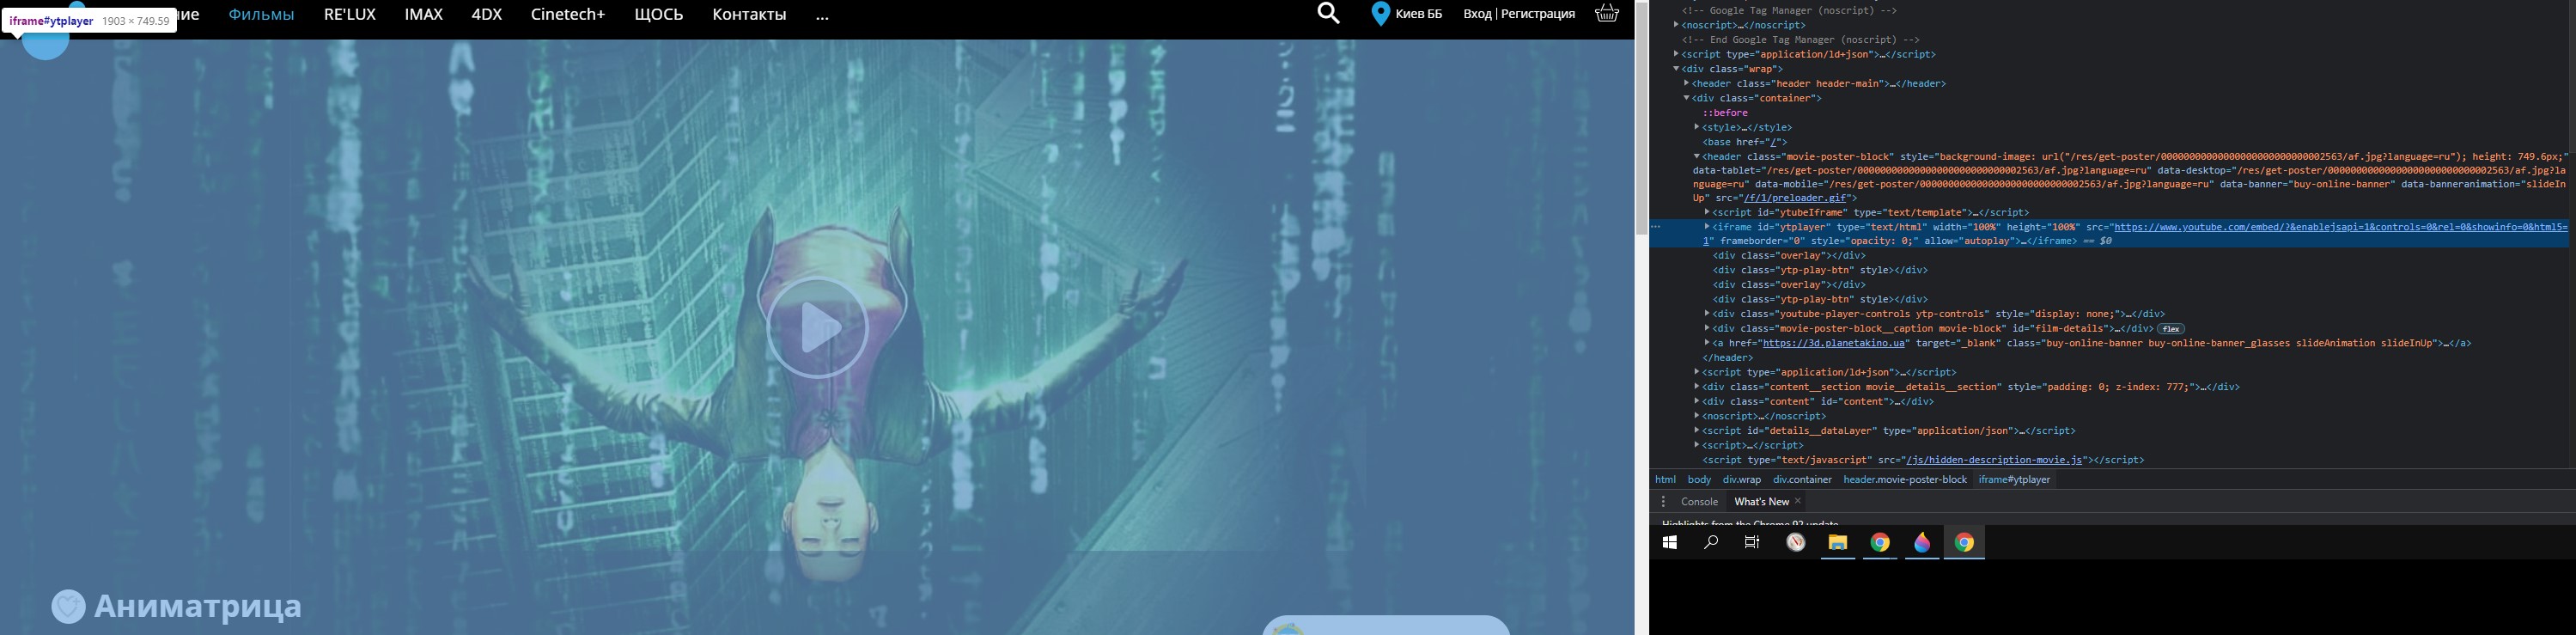 iframe#ytplayer 1903 × 749.59
ние Фильмы RE'LUX IMAX 4DX Cinetech+ ЩОСЬ Контакты ... Киев ББ Вход | Регистрация
Аниматрица
<!-- Google Tag Manager (noscript) -->
<noscript>…</noscript>
<!-- End Google Tag Manager (noscript) -->
<script type="application/ld+json">…</script>
<div class="wrap">
<header class="header header-main">…</header>
<div class="container">
::before
<style>…</style>
<base href="/">
<header class="movie-poster-block" style="background-image: url("/res/get-poster/00000000000000000000000000002563/af.jpg?language=ru"); height: 749.6px;"
data-tablet="/res/get-poster/00000000000000000000000000002563/af.jpg?language=ru" data-desktop="/res/get-poster/00000000000000000000000000002563/af.jpg?la
nguage=ru" data-mobile="/res/get-poster/00000000000000000000000000002563/af.jpg?language=ru" data-banner="buy-online-banner" data-banneranimation="slideIn
Up" src="/f/1/preloader.gif">
<script id="ytubeIframe" type="text/template">…</script>
<iframe id="ytplayer" type="text/html" width="100%" height="100%" src="https://www.youtube.com/embed/?&enablejsapi=1&controls=0&rel=0&showinfo=0&html5=
1" frameborder="0" style="opacity: 0;" allow="autoplay">…</iframe> == $0
<div class="overlay"></div>
<div class="ytp-play-btn" style></div>
<div class="overlay"></div>
<div class="ytp-play-btn" style></div>
<div class="youtube-player-controls ytp-controls" style="display: none;">…</div>
<div class="movie-poster-block__caption movie-block" id="film-details">…</div> flex
<a href="https://3d.planetakino.ua" target="_blank" class="buy-online-banner buy-online-banner_glasses slideAnimation slideInUp">…</a>
</header>
<script type="application/ld+json">…</script>
<div class="content__section movie__details__section" style="padding: 0; z-index: 777;">…</div>
<div class="content" id="content">…</div>
<noscript>…</noscript>
<script id="details__dataLayer" type="application/json">…</script>
<script>…</script>
<script type="text/javascript" src="/js/hidden-description-movie.js"></script>
html body div.wrap div.container header.movie-poster-block iframe#ytplayer
Console What's New ×
Highlights from the Chrome 92 update